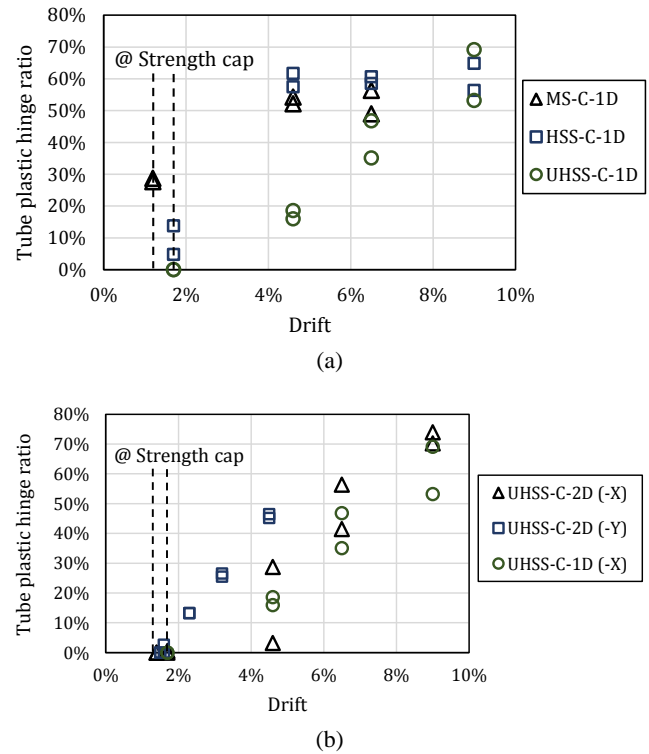 80%
70%
@ Strength cap
60%
50%
40%
30%
20%
10%
0%
Tube plastic hinge ratio
0% 2% 4% 6% 8% 10%
Drift
MS-C-1D
HSS-C-1D
UHSS-C-1D
(a)
80%
70%
@ Strength cap
60%
50%
40%
30%
20%
10%
0%
Tube plastic hinge ratio
0% 2% 4% 6% 8% 10%
Drift
UHSS-C-2D (-X)
UHSS-C-2D (-Y)
UHSS-C-1D (-X)
(b)